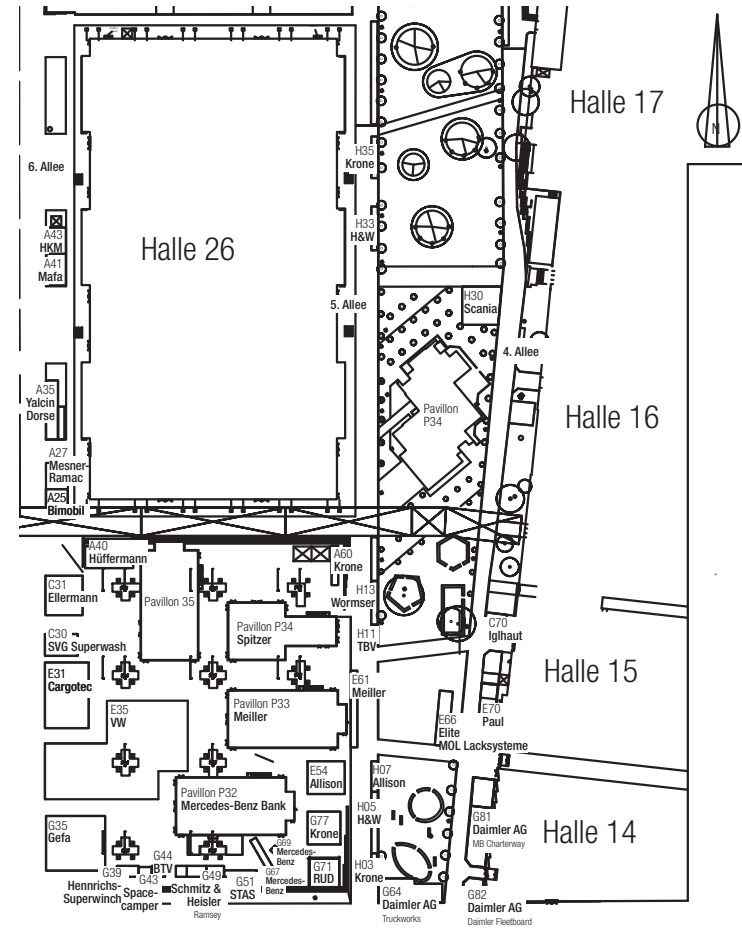 Halle 17
N
H35
Krone
6. Allee
H33
H&W
A43
HKM
A41
Mafa
Halle 26
5. Allee
H30
Scania
4. Allee
A35
Yalcin
Dorse
Pavillon
P34
Halle 16
A27
Mesner-
Ramac
A25
Bimobil
A40
Hüffermann
A60
Krone
C31
Ellermann
Pavillon 35
H13
Wormser
Pavillon P34
Spitzer
C70
Iglhaut
C30
SVG Superwash
H11
TBV
Halle 15
E31
Cargotec
E61
Meiller
E35
VW
Pavillon P33
Meiller
E70
Paul
E66
Elite
MOL Lacksysteme
E54
Allison
H07
Allison
Pavillon P32
Mercedes-Benz Bank
H05
H&W
G81
Daimler AG
MB Charterway
Halle 14
G77
Krone
G35
Gefa
G69
Mercedes-
Benz
G44
BTV
G39
Hennrichs-
Superwinch
G43
Space-
camper
G49
Schmitz &
Heisler
Ramsey
G51
STAS
G67
Mercedes-
Benz
G71
RUD
H03
Krone
G64
Daimler AG
Truckworks
G82
Daimler AG
Daimler Fleetboard